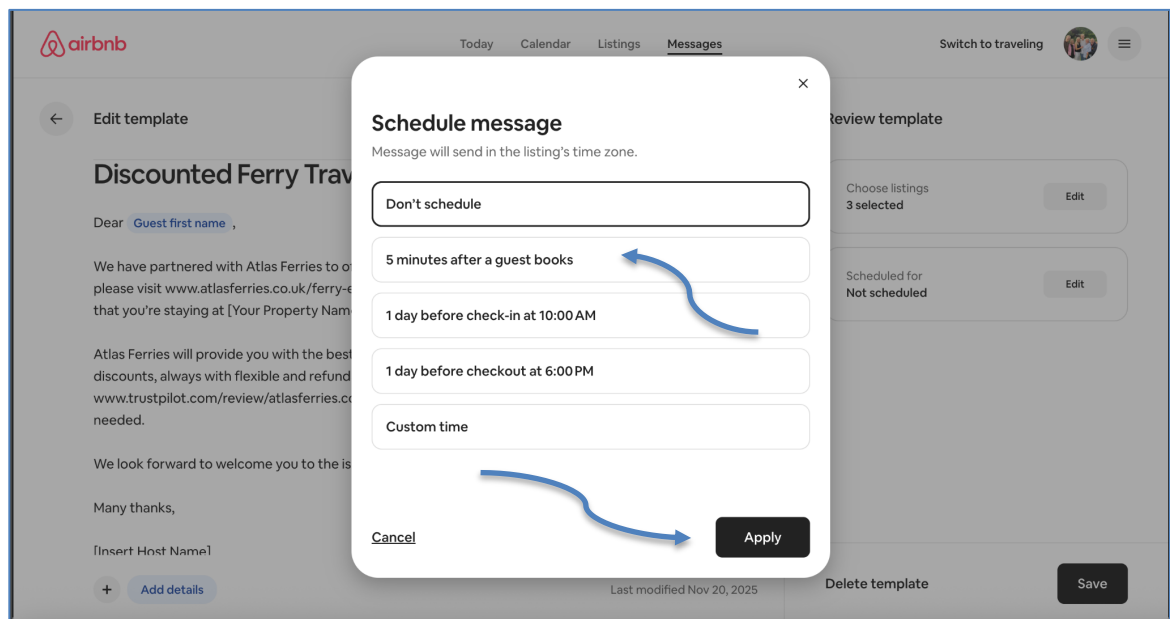 airbnb
Today Calendar Listings Messages
Switch to traveling
Edit template
Discounted Ferry Trav
Dear Guest first name ,
We have partnered with Atlas Ferries to
please visit www.atlasferries.co.uk/ferry-
that you're staying at [Your Property Nam
Atlas Ferries will provide you with the best
discounts, always with flexible and refund
www.trustpilot.com/review/atlasferries.co
needed.
We look forward to welcome you to the is
Many thanks,
[Insert Host Name]
+ Add details
Last modified Nov 20, 2025
Schedule message
Message will send in the listing's time zone.
Don't schedule
5 minutes after a guest books
1 day before check-in at 10:00 AM
1 day before checkout at 6:00 PM
Custom time
Cancel
Apply
Review template
Choose listings
3 selected
Edit
Scheduled for
Not scheduled
Edit
Delete template
Save